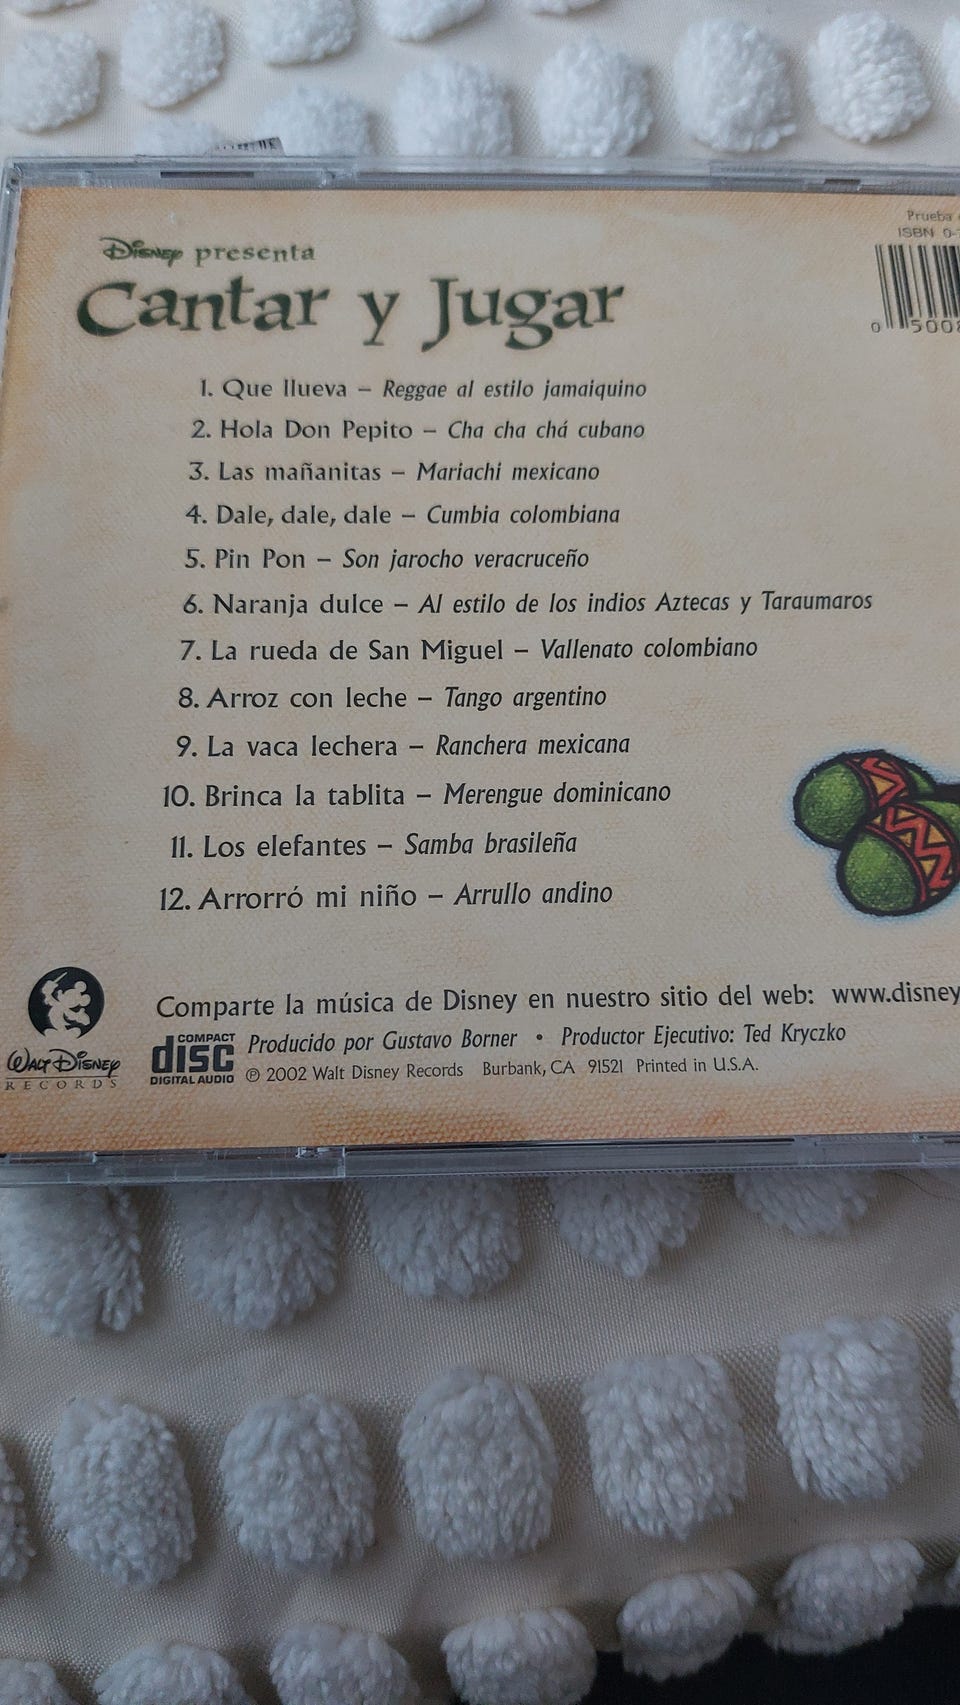 Disney presenta
Cantar y Jugar
Prueba
ISBN 0-
0 5008
1. Que llueva – Reggae al estilo jamaiquino
2. Hola Don Pepito – Cha cha chá cubano
3. Las mañanitas – Mariachi mexicano
4. Dale, dale, dale – Cumbia colombiana
5. Pin Pon – Son jarocho veracruceño
6. Naranja dulce – Al estilo de los indios Aztecas y Taraumaros
7. La rueda de San Miguel – Vallenato colombiano
8. Arroz con leche – Tango argentino
9. La vaca lechera – Ranchera mexicana
10. Brinca la tablita – Merengue dominicano
11. Los elefantes – Samba brasileña
12. Arrorró mi niño – Arrullo andino
Comparte la música de Disney en nuestro sitio del web: www.disney
Walt Disney
RECORDS
COMPACT
disc
DIGITAL AUDIO
Producido por Gustavo Borner • Productor Ejecutivo: Ted Kryczko
℗ 2002 Walt Disney Records Burbank, CA 91521 Printed in U.S.A.